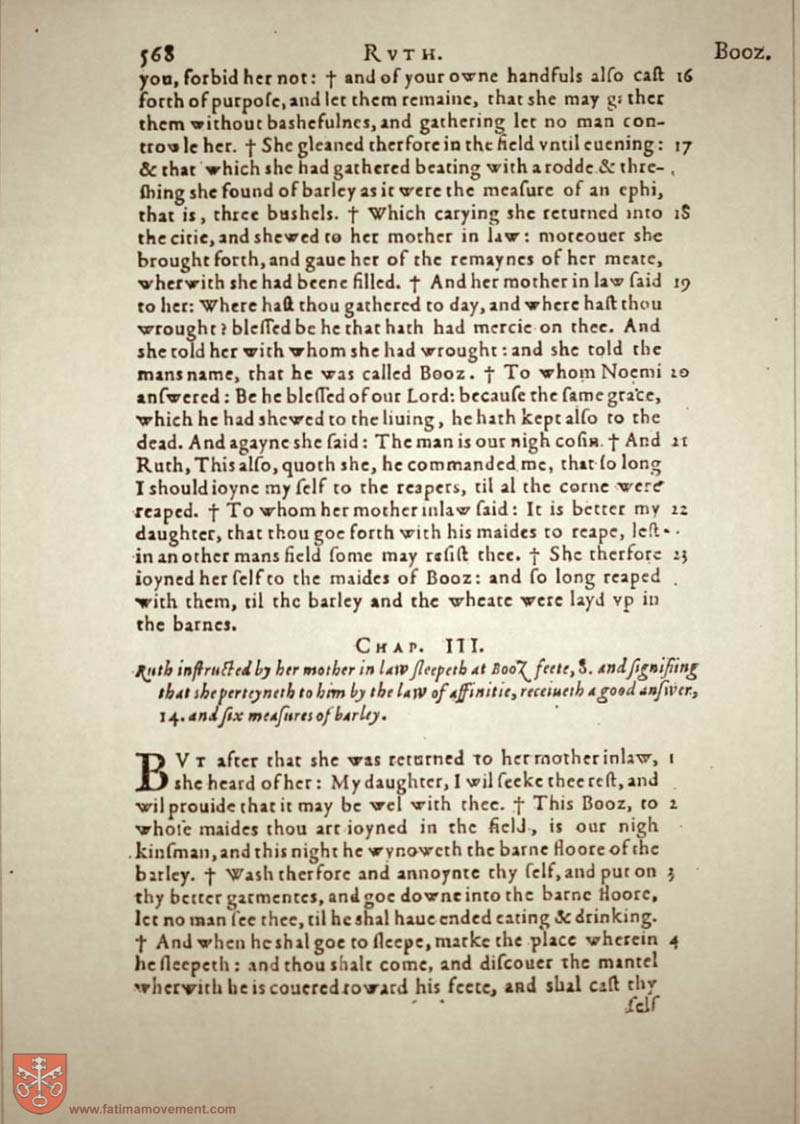 568 RVTH. Booz.
you, forbid her not: † and of your owne handfuls alſo caſt 16
forth of purpoſe, and let them remaine, that she may gather
them without bashefulnes, and gathering let no man con-
trowle her. † She gleaned therfore in the field vntil euening: 17
& that which she had gathered beating with a rodde & thre-
ſhing she found of barley as it were the meaſure of an ephi,
that is, three bushels. † Which carying she returned into 18
the citie, and shewed to her mother in law: moreouer she
brought forth, and gaue her of the remaynes of her meate,
wherwith she had beene filled. † And her mother in law ſaid 19
to her: Where haſt thou gathered to day, and where haſt thou
wrought? bleſſed be he that hath had mercie on thee. And
she told her with whom she had wrought: and she told the
mans name, that he was called Booz. † To whom Noemi 20
anſwered: Be he bleſſed of our Lord: becauſe the ſame grace,
which he had shewed to the liuing, he hath kept alſo to the
dead. And agayne she ſaid: The man is our nigh coſin. † And 21
Ruth, This alſo, quoth she, he commanded me, that ſo long
I should ioyne my ſelf to the reapers, til al the corne were
reaped. † To whom her mother in law ſaid: It is better my 22
daughter, that thou goe forth with his maides to reape, leſt
in an other mans field ſome may reſiſt thee. † She therfore 23
ioyned her ſelf to the maides of Booz: and ſo long reaped
with them, til the barley and the wheate were layd vp in
the barnes.
CHAP. III.
Ruth inſtructed by her mother in law ſleepeth at Booz feete, 8. and ſignifiing
that she perteyneth to him by the law of affinitie, receiueth a good anſwer,
14. and ſix meaſures of barley.
BVT after that she was returned to her mother in law, 1
she heard of her: My daughter, I wil ſeeke thee reſt, and
wil prouide that it may be wel with thee. † This Booz, to 2
whoſe maides thou art ioyned in the field, is our nigh
kinſman, and this night he wynoweth the barne floore of the
barley. † Wash therfore and annoynte thy ſelf, and put on 3
thy better garmentes, and goe downe into the barne floore,
let no man ſee thee, til he shal haue ended eating & drinking.
† And when he shal goe to ſleepe, marke the place wherein 4
he ſleepeth: and thou shalt come, and diſcouer the mantel
wherwith he is couered toward his feete, and shal caſt thy
ſelf
www.fatimamovement.com